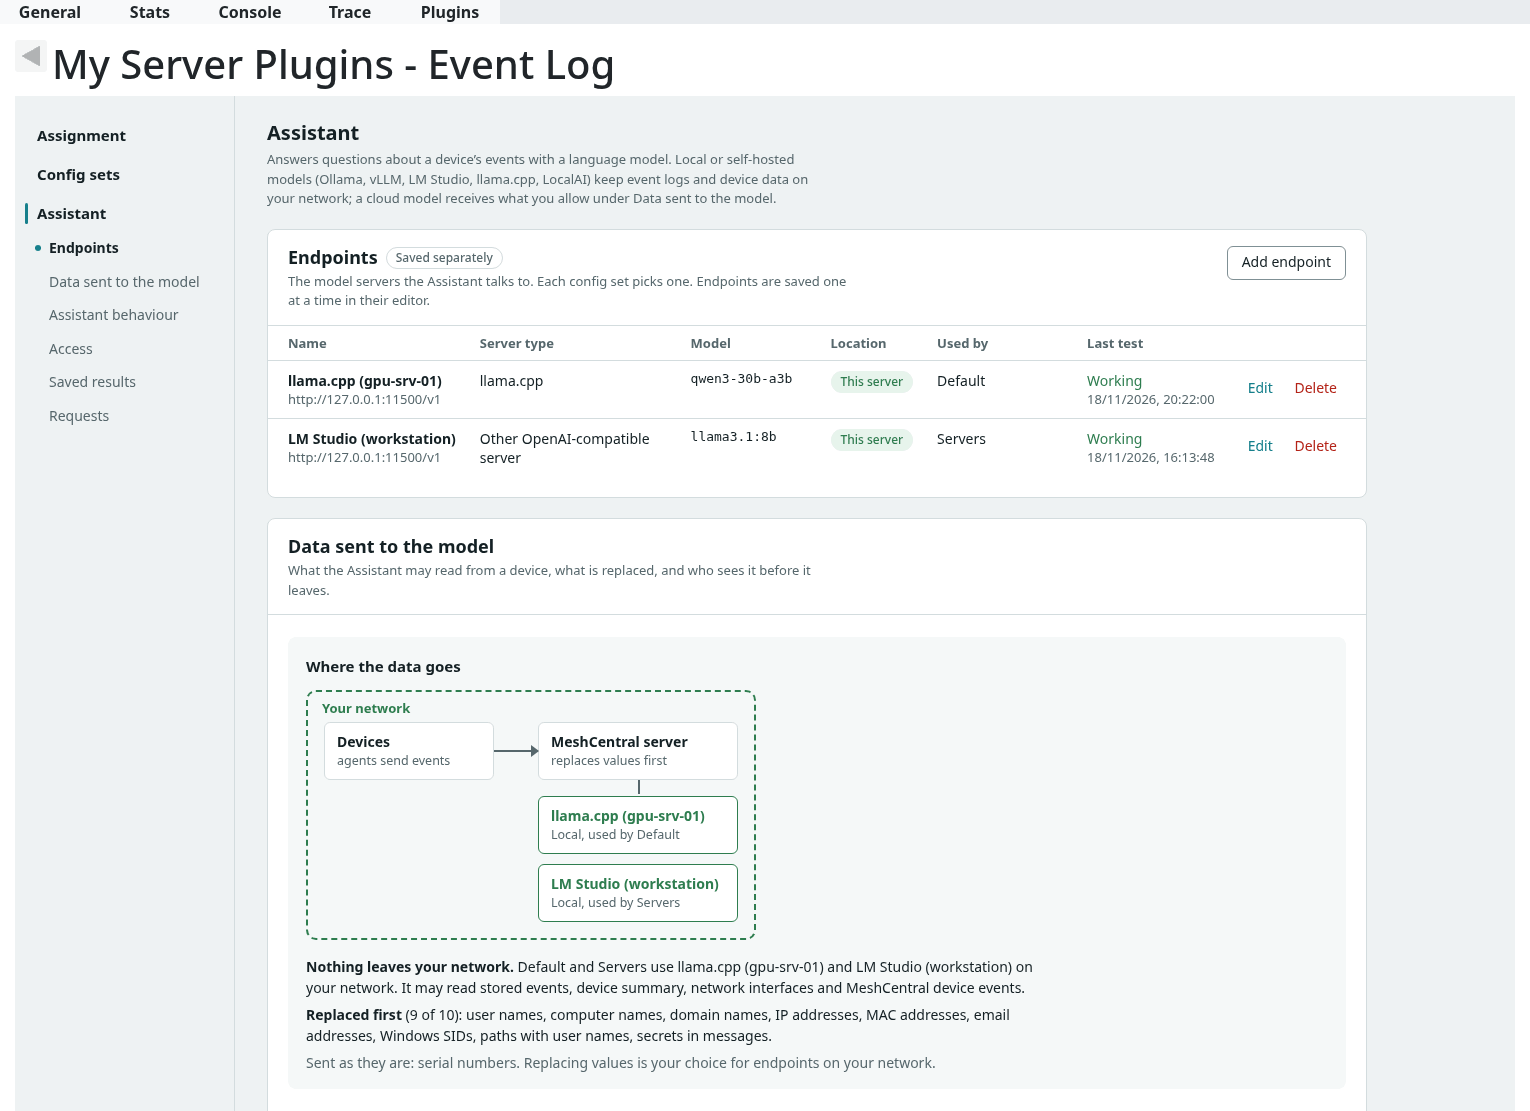 General Stats Console Trace Plugins
My Server Plugins - Event Log
Assignment
Config sets
Assistant
Endpoints
Data sent to the model
Assistant behaviour
Access
Saved results
Requests
Assistant
Answers questions about a device’s events with a language model. Local or self-hosted
models (Ollama, vLLM, LM Studio, llama.cpp, LocalAI) keep event logs and device data on
your network; a cloud model receives what you allow under Data sent to the model.
Endpoints Saved separately
Add endpoint
The model servers the Assistant talks to. Each config set picks one. Endpoints are saved one
at a time in their editor.
Name Server type Model Location Used by Last test
llama.cpp (gpu-srv-01) llama.cpp qwen3-30b-a3b This server Default Working Edit Delete
http://127.0.0.1:11500/v1 18/11/2026, 20:22:00
LM Studio (workstation) Other OpenAI-compatible llama3.1:8b This server Servers Working Edit Delete
http://127.0.0.1:11500/v1 server 18/11/2026, 16:13:48
Data sent to the model
What the Assistant may read from a device, what is replaced, and who sees it before it
leaves.
Where the data goes
Your network
Devices
agents send events
MeshCentral server
replaces values first
llama.cpp (gpu-srv-01)
Local, used by Default
LM Studio (workstation)
Local, used by Servers
Nothing leaves your network. Default and Servers use llama.cpp (gpu-srv-01) and LM Studio (workstation) on
your network. It may read stored events, device summary, network interfaces and MeshCentral device events.
Replaced first (9 of 10): user names, computer names, domain names, IP addresses, MAC addresses, email
addresses, Windows SIDs, paths with user names, secrets in messages.
Sent as they are: serial numbers. Replacing values is your choice for endpoints on your network.